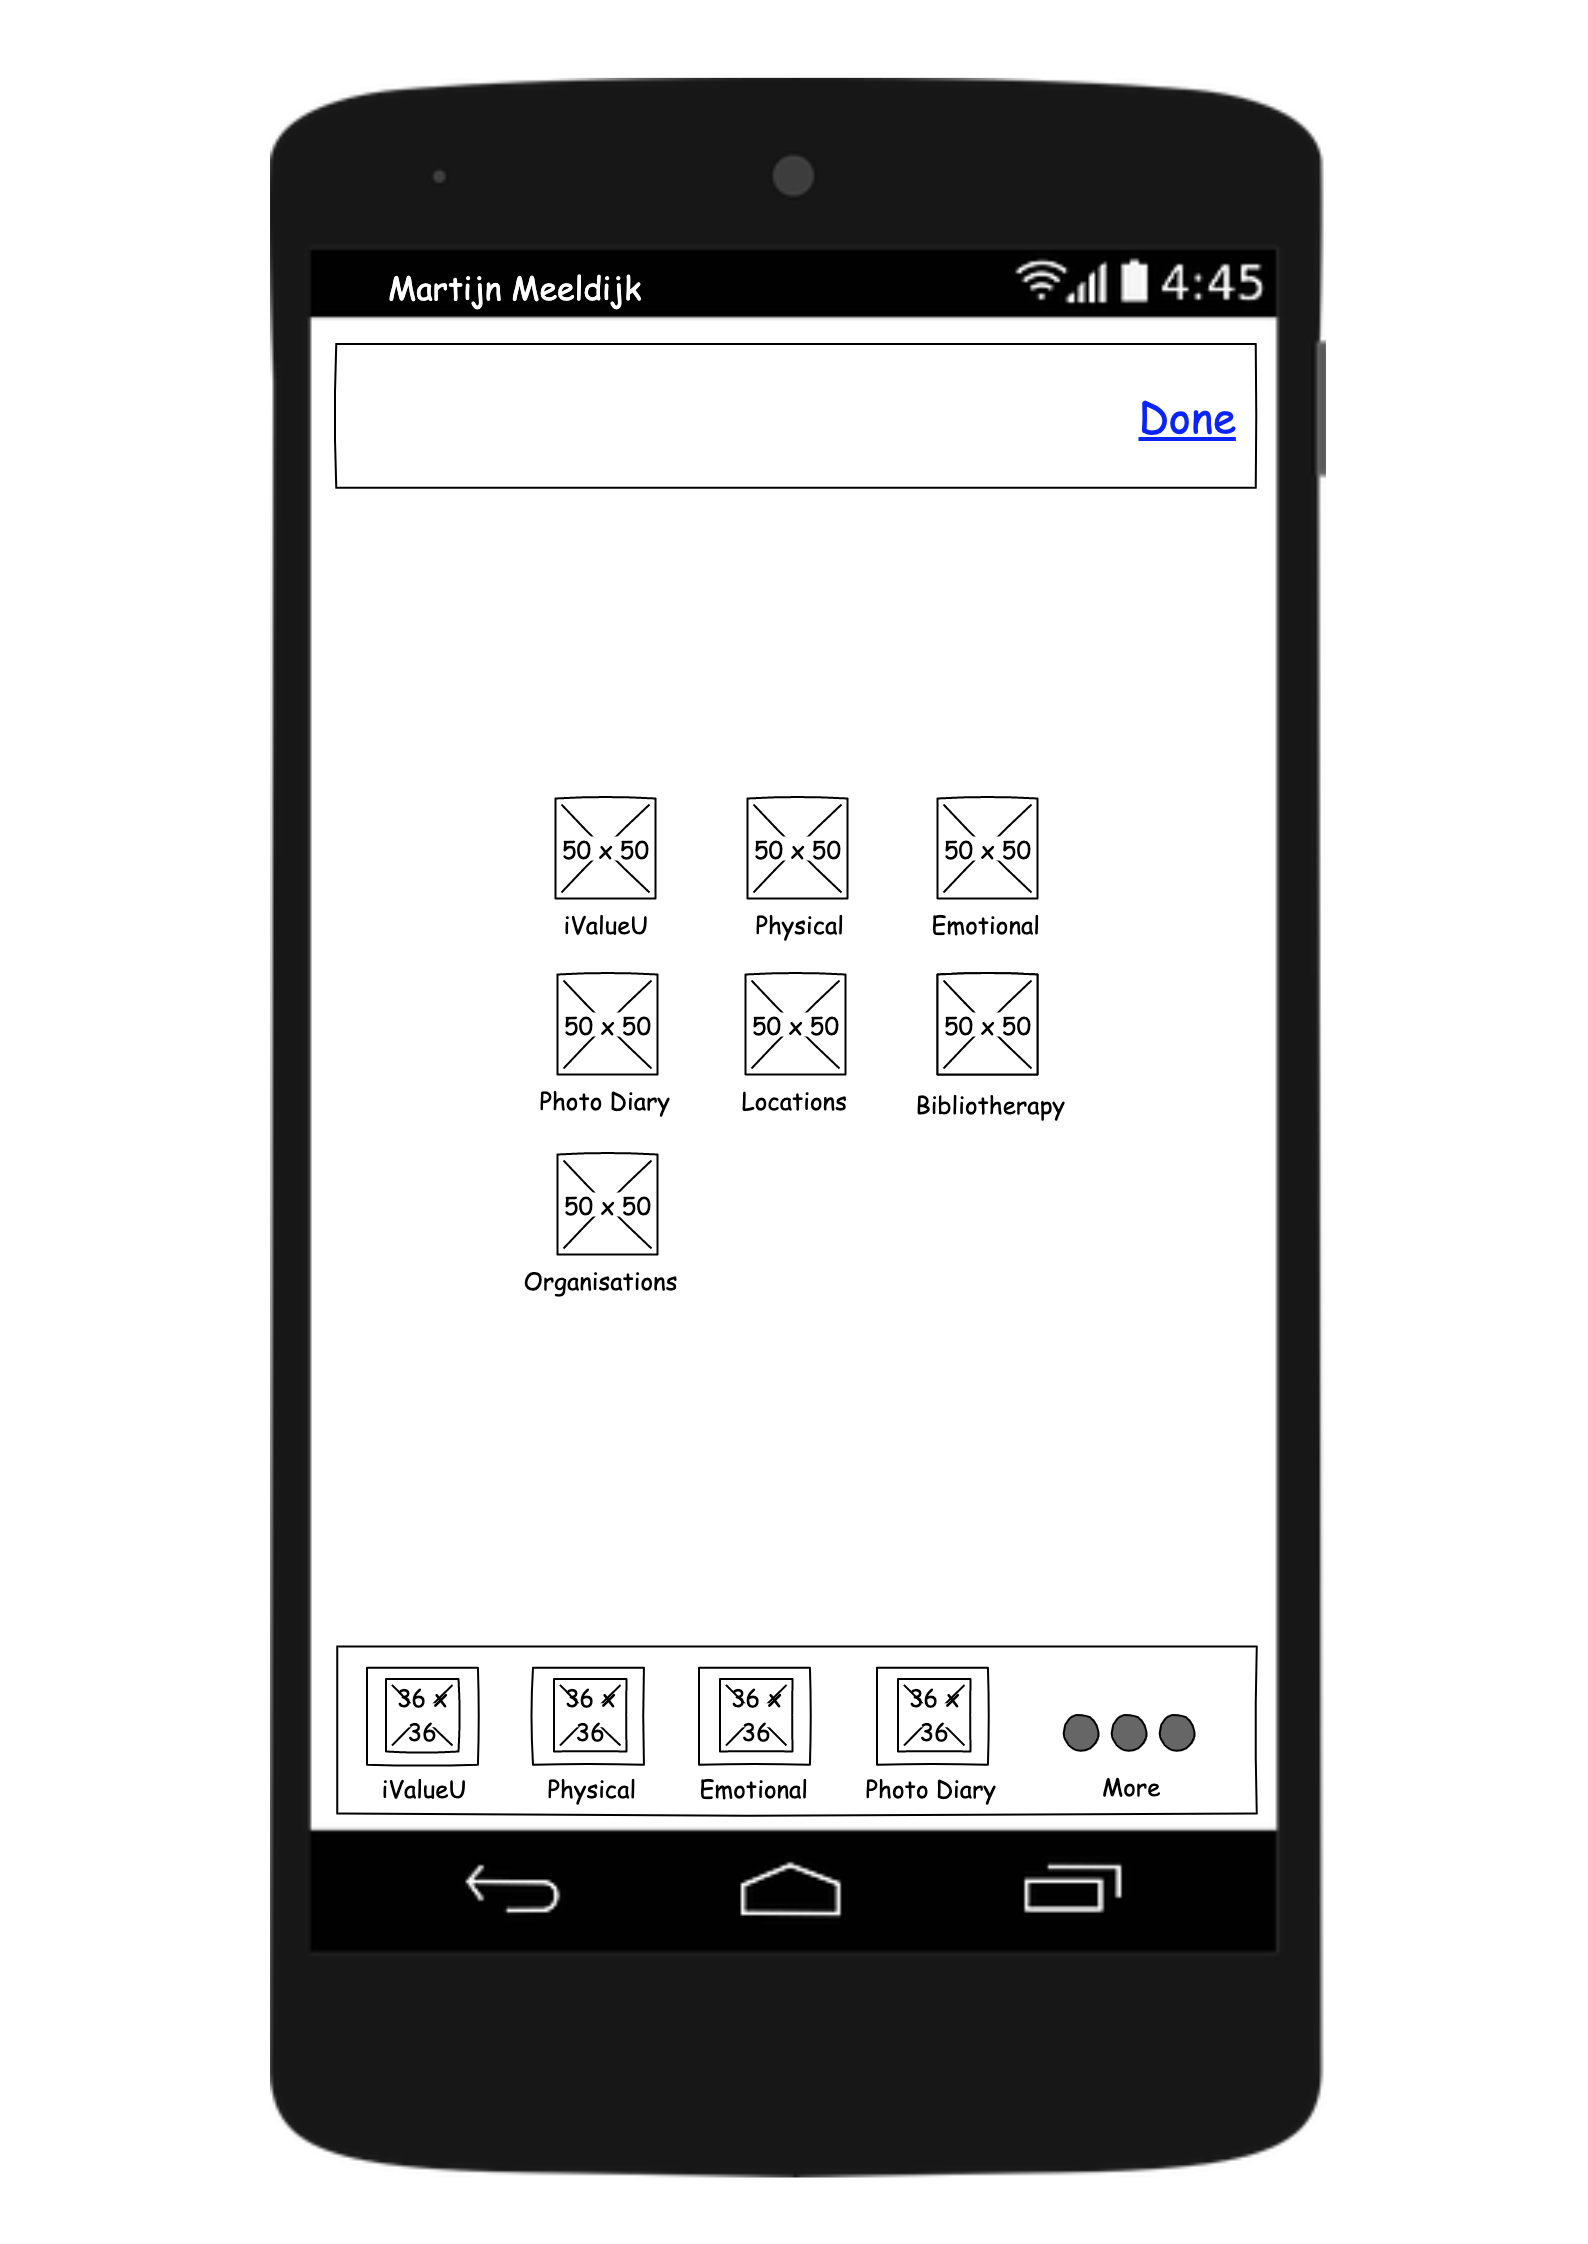 Martijn Meeldijk 4:45
Done
50 x 50 50 x 50 50 x 50
iValueU Physical Emotional
50 x 50 50 x 50 50 x 50
Photo Diary Locations Bibliotherapy
50 x 50
Organisations
36 x 36 x 36 x 36 x
36 36 36 36
iValueU Physical Emotional Photo Diary More